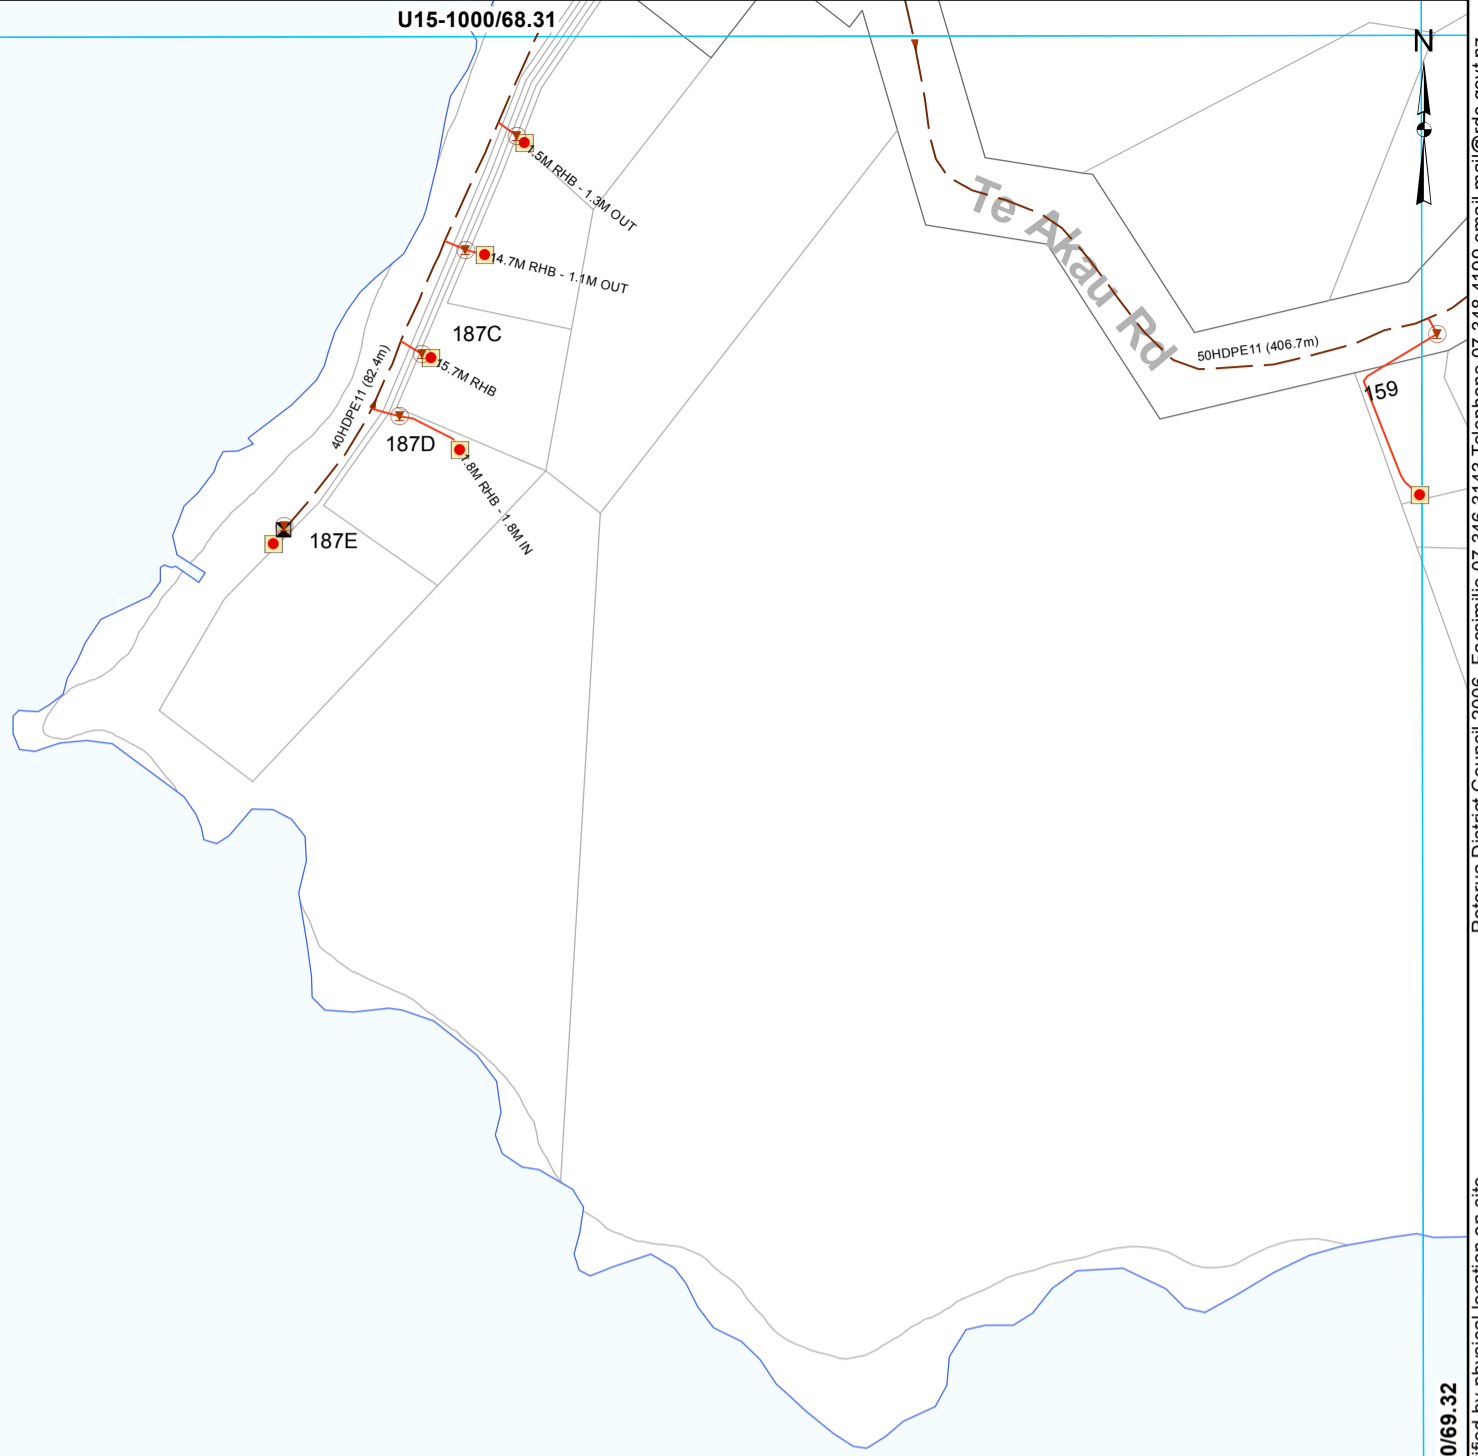 U15-1000/68.31
N
.5M RHB - 1.3M OUT
14.7M RHB - 1.1M OUT
Te Akau Rd
187C
15.7M RHB
50HDPE11 (406.7m)
40HDPE11 (82.4m)
159
187D
.8M RHB - 1.8M IN
187E
0/69.32